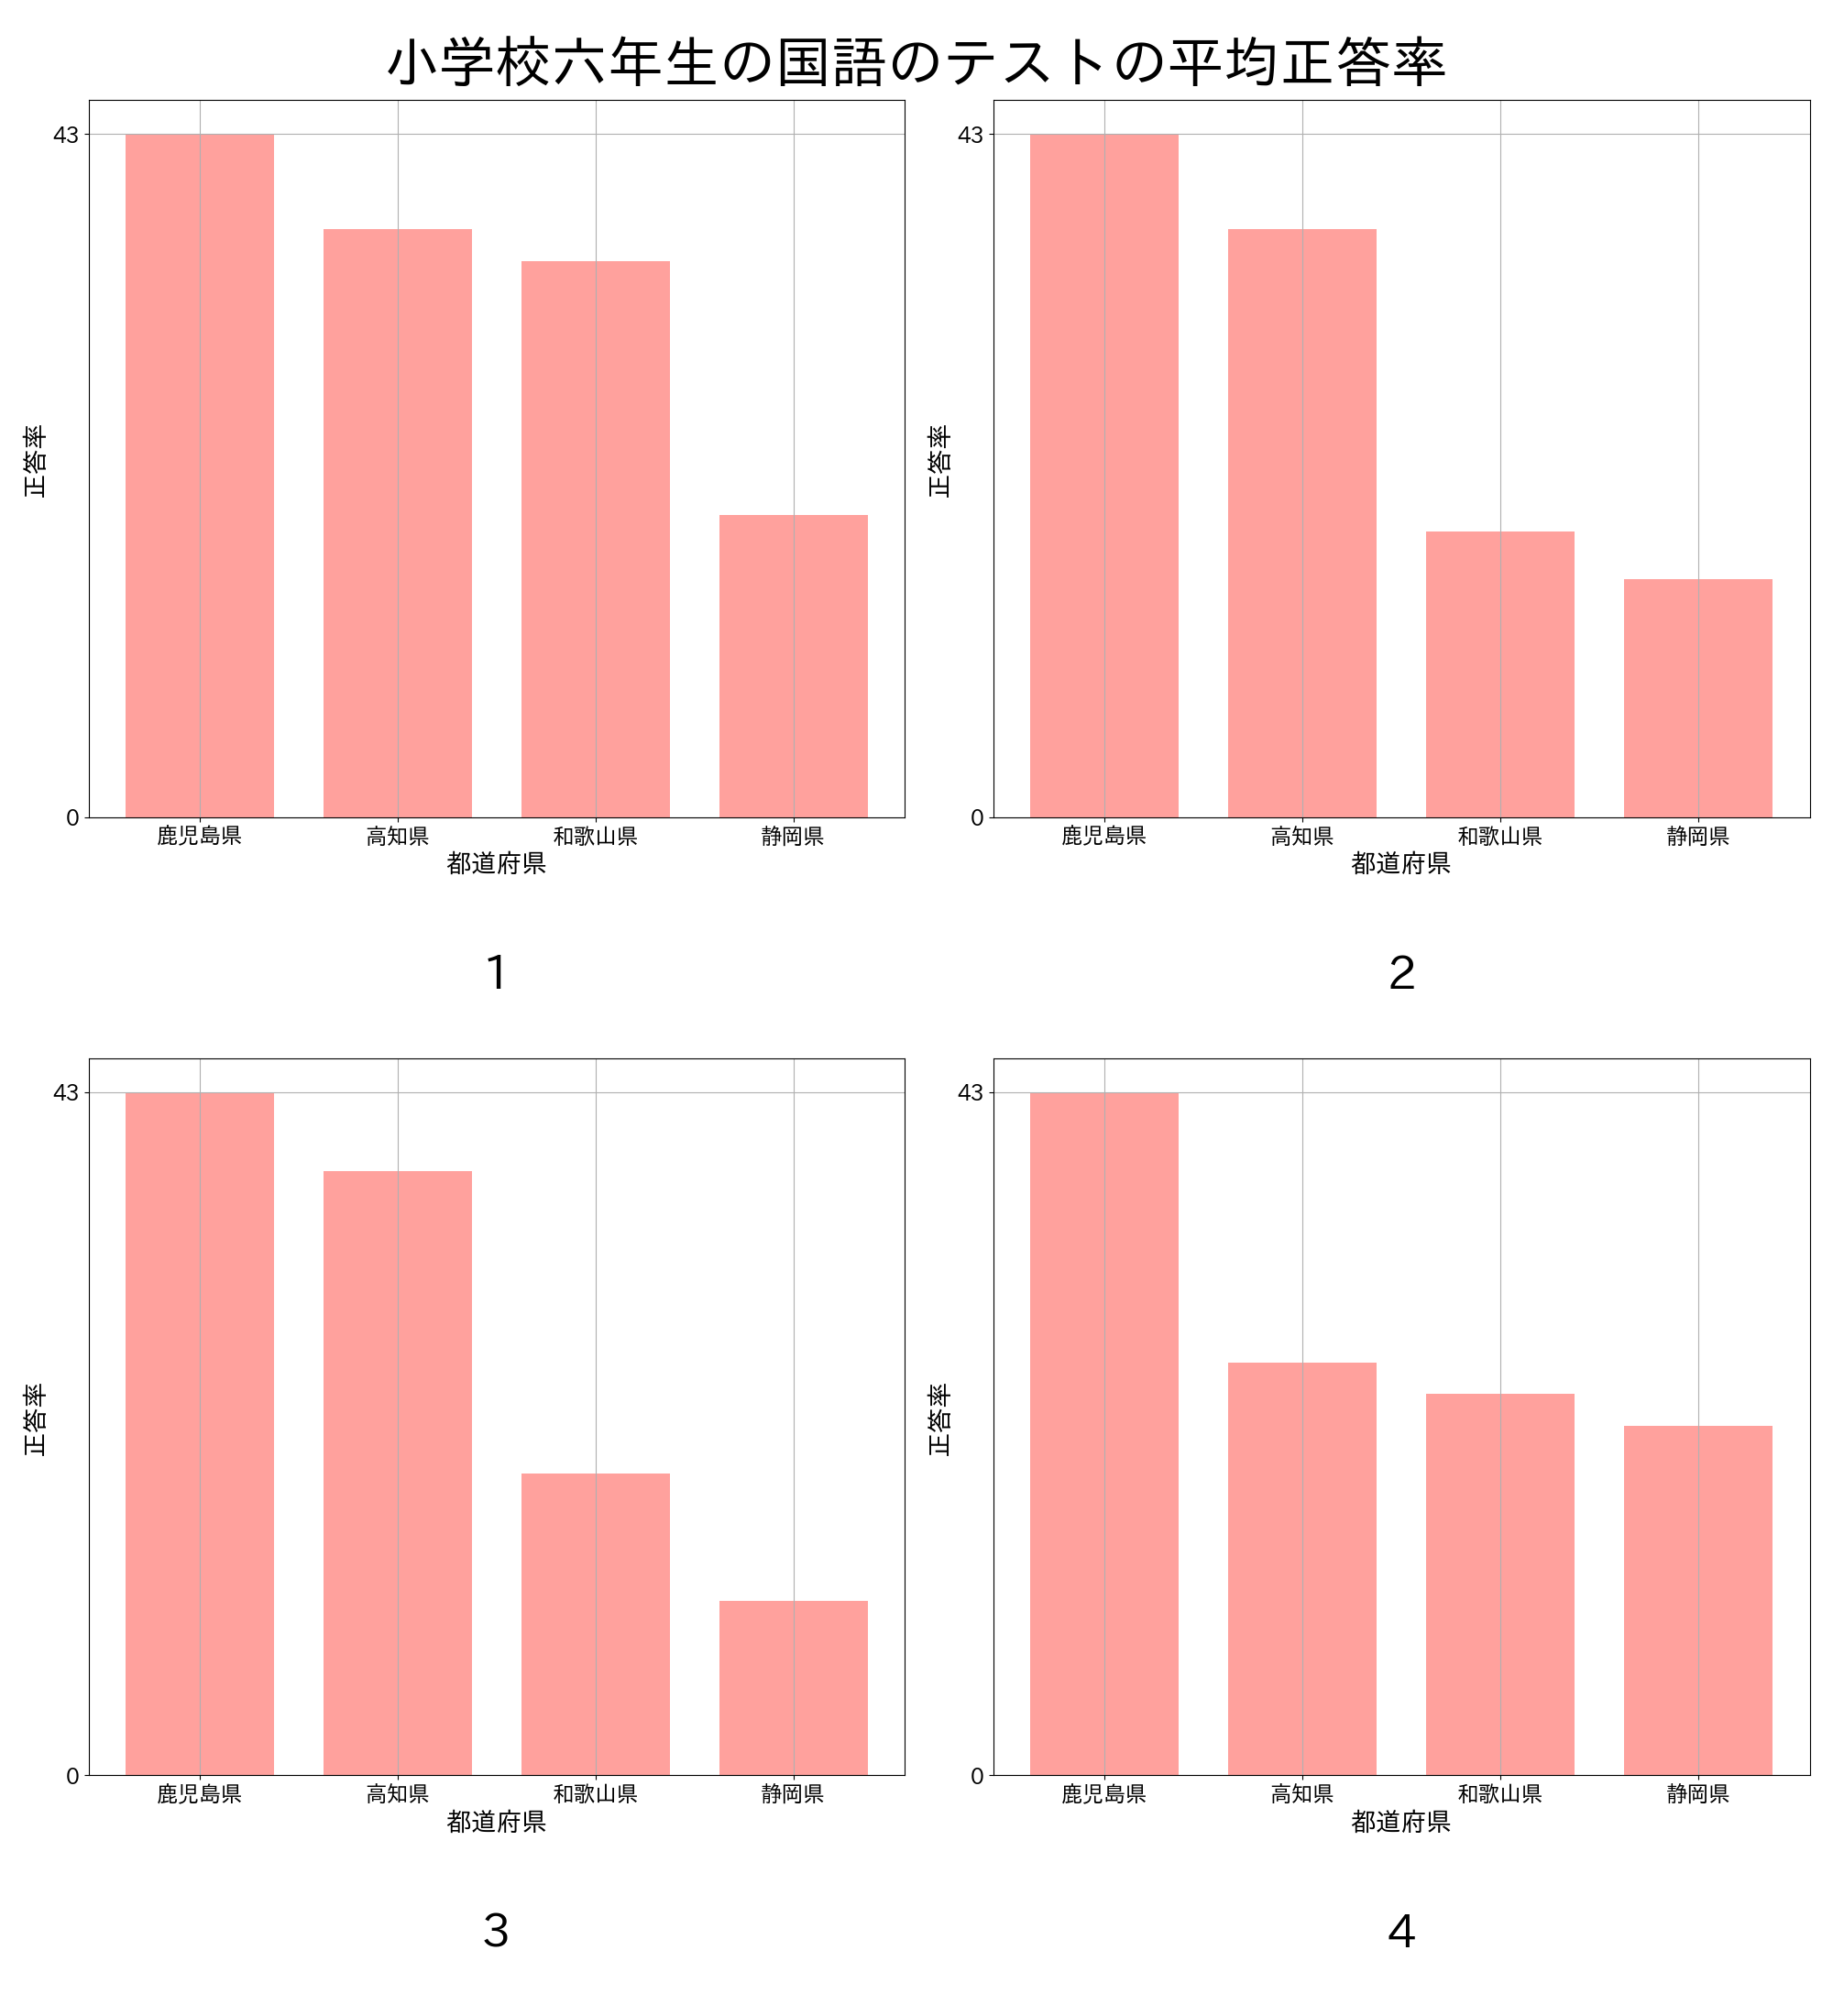 小学校六年生の国語のテストの平均正答率
43
0
正答率
鹿児島県 高知県 和歌山県 静岡県
都道府県
1
43
0
正答率
鹿児島県 高知県 和歌山県 静岡県
都道府県
2
43
0
正答率
鹿児島県 高知県 和歌山県 静岡県
都道府県
3
43
0
正答率
鹿児島県 高知県 和歌山県 静岡県
都道府県
4